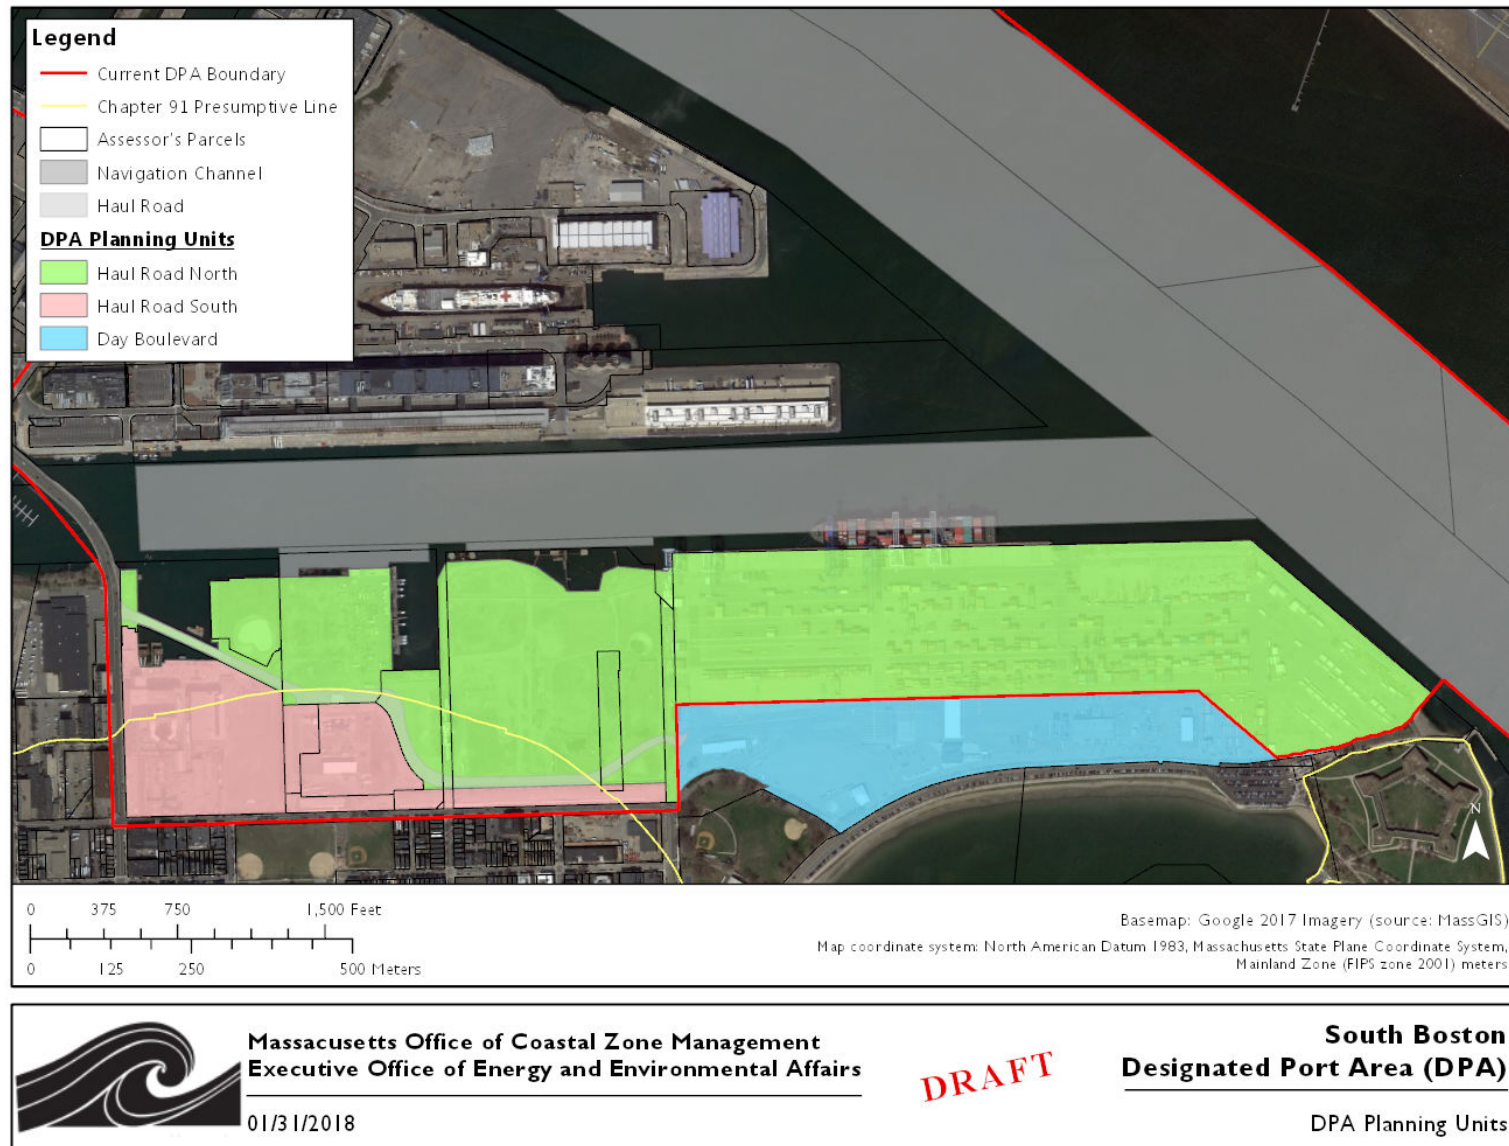 Legend
Current DPA Boundary
Chapter 91 Presumptive Line
Assessor's Parcels
Navigation Channel
Haul Road
DPA Planning Units
Haul Road North
Haul Road South
Day Boulevard
N
0 375 750 1,500 Feet
0 125 250 500 Meters
Basemap: Google 2017 Imagery (source: MassGIS)
Map coordinate system: North American Datum 1983, Massachusetts State Plane Coordinate System,
Mainland Zone (FIPS zone 2001) meters
Massachusetts Office of Coastal Zone Management
Executive Office of Energy and Environmental Affairs
01/31/2018
DRAFT
South Boston
Designated Port Area (DPA)
DPA Planning Units